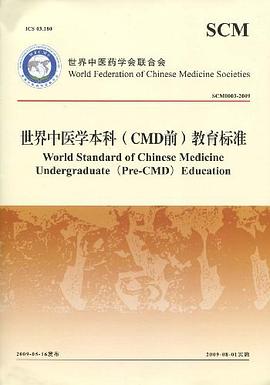 ICS 03.180
SCM
世界中医药学会联合会
World Federation of Chinese Medicine Societies
SCM0003-2009
世界中医学本科(CMD前)教育标准
World Standard of Chinese Medicine
Undergraduate (Pre-CMD) Education
2009-05-16发布
2009-08-01实施